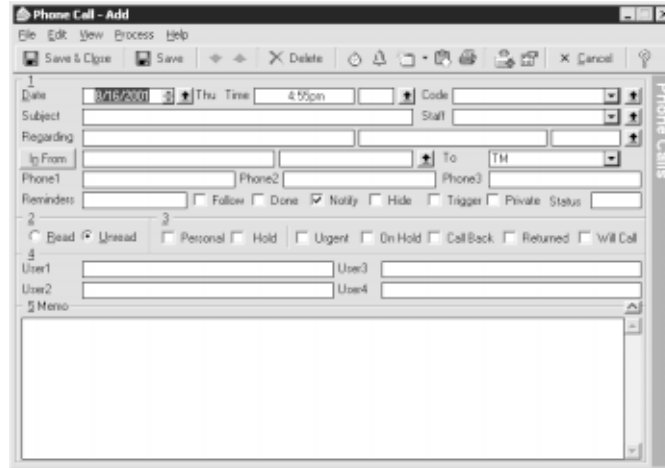 Phone Call - Add
File Edit View Process Help
Save & Close Save Delete Cancel
1
Date 8/16/2001 Thu Time 4:55pm Code
Subject Staff
Regarding
In From To TM
Phone1 Phone2 Phone3
Reminders Follow Done Notify Hide Trigger Private Status
2 3
Read Unread Personal Hold Urgent On Hold Call Back Returned Will Call
4
User1 User3
User2 User4
5 Memo
Phone Calls